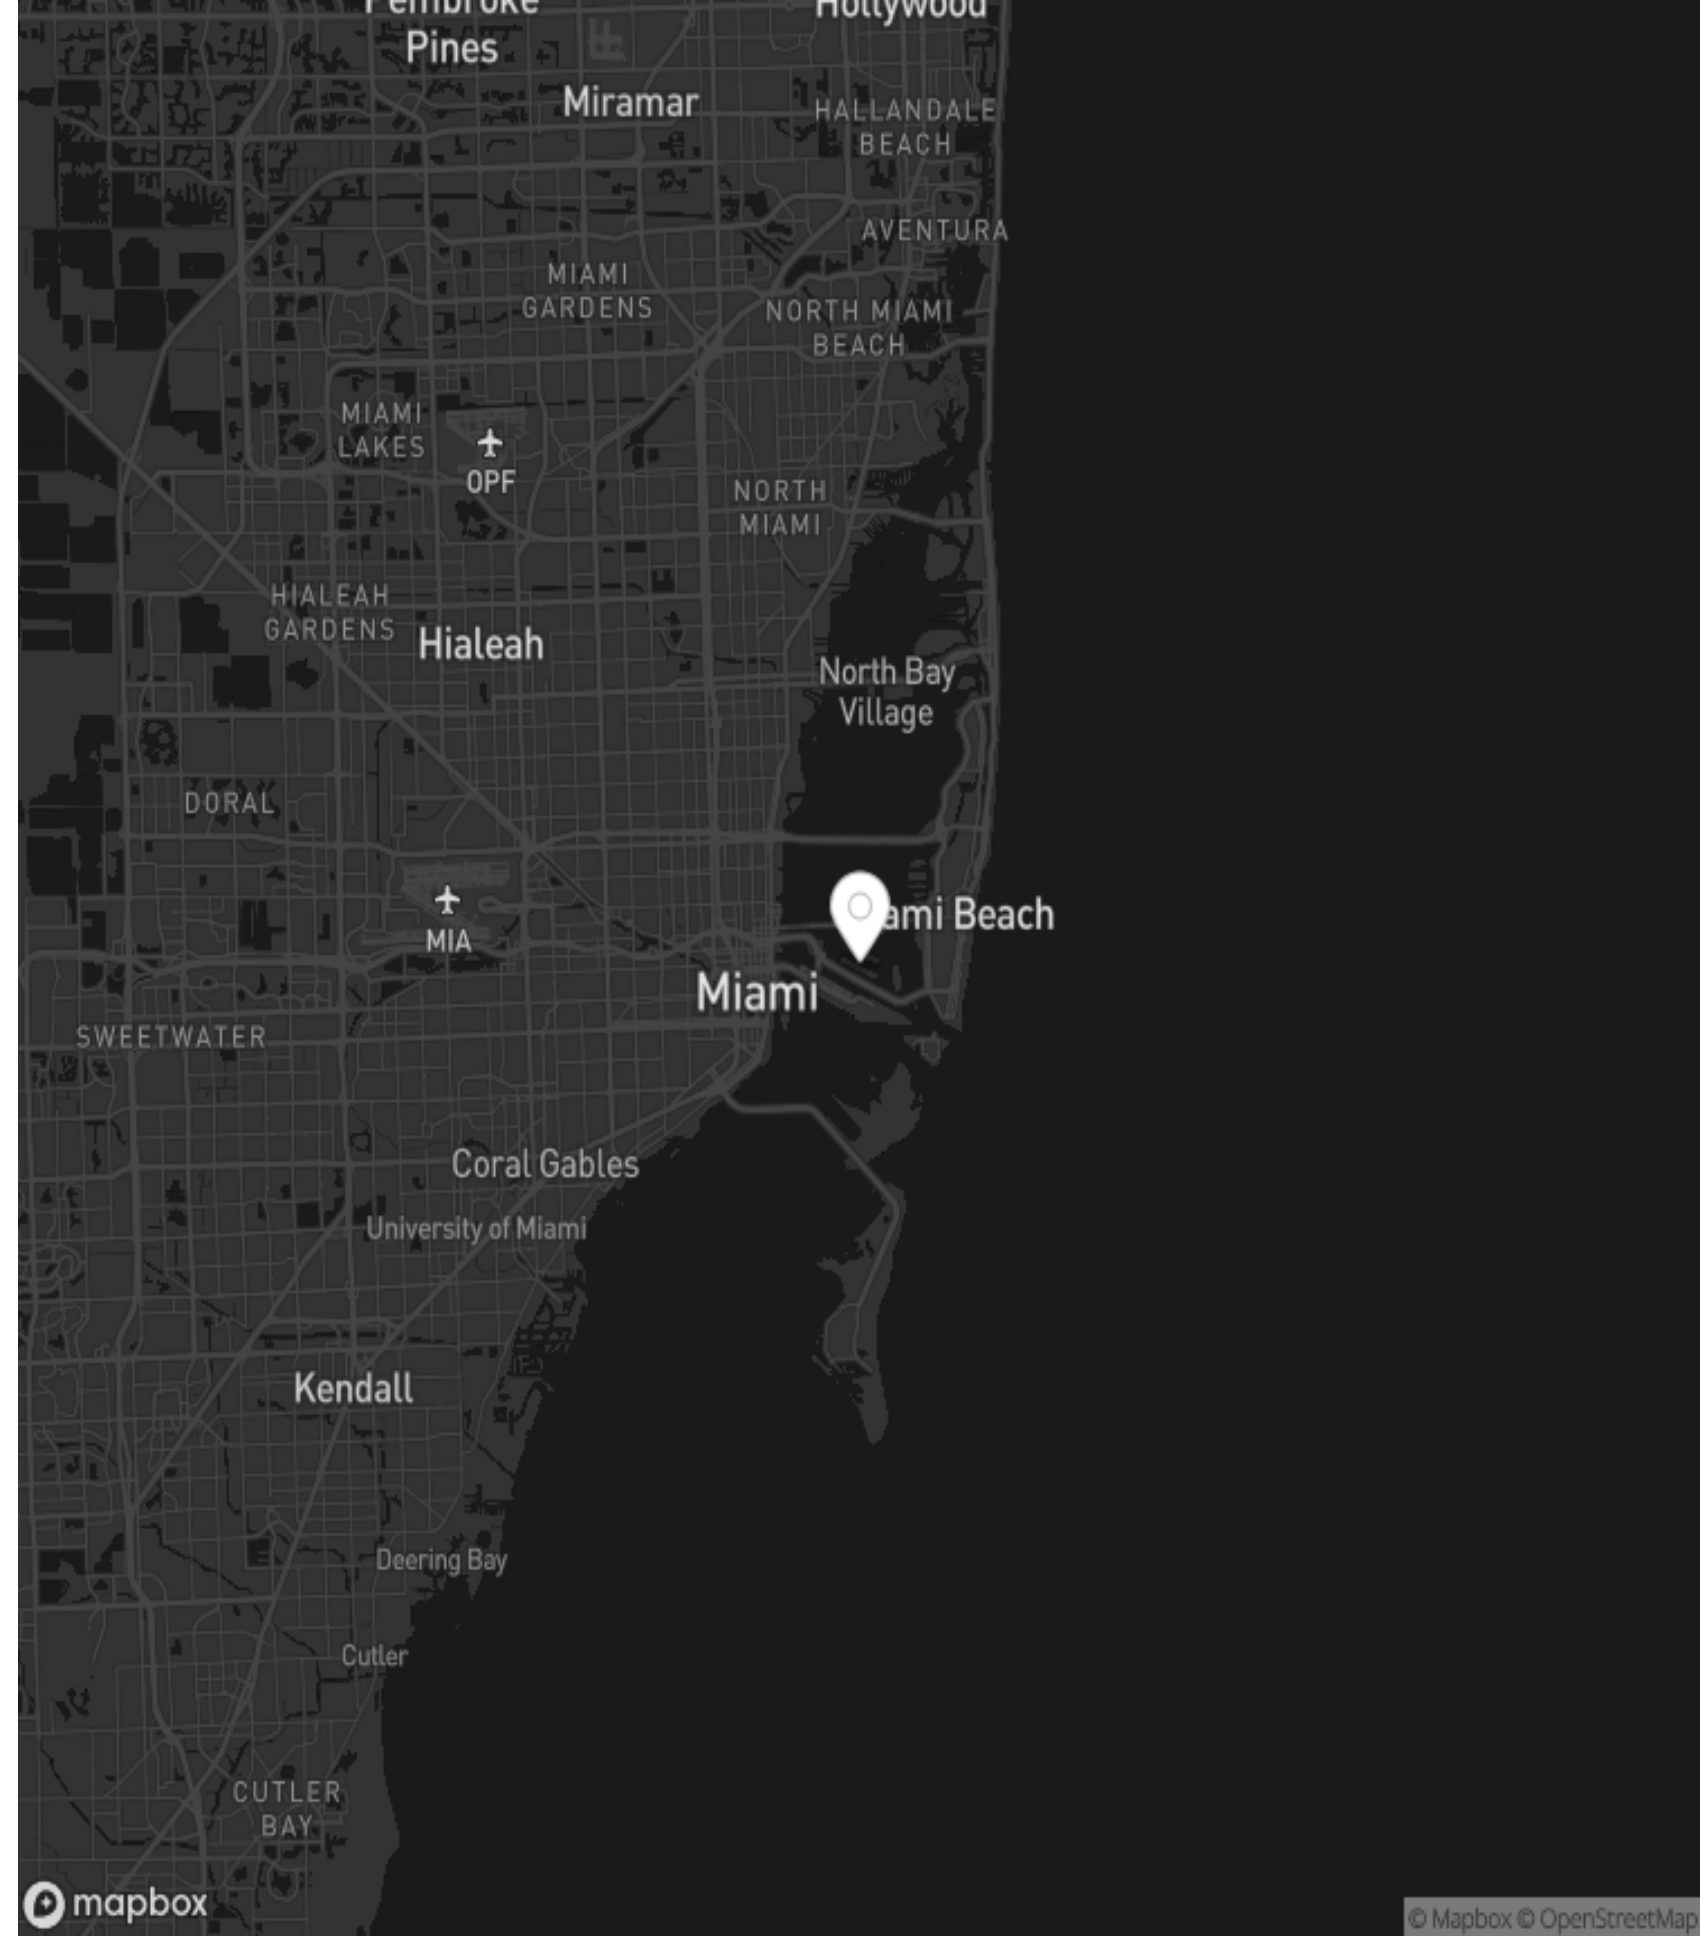 Pembroke
Pines
Hollywood
Miramar
HALLANDALE
BEACH
AVENTURA
MIAMI
GARDENS
NORTH MIAMI
BEACH
MIAMI
LAKES
OPF
NORTH
MIAMI
HIALEAH
GARDENS
Hialeah
North Bay
Village
DORAL
MIA
ami Beach
Miami
SWEETWATER
Coral Gables
University of Miami
Kendall
Deering Bay
Cutler
CUTLER
BAY
mapbox
© Mapbox © OpenStreetMap